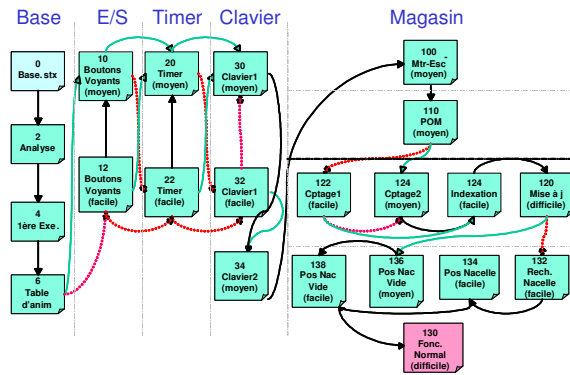 Base
E/S
Timer
Clavier
Magasin
0
Base.stx
2
Analyse
4
1ère Exe.
6
Table
d'anim
10
Boutons
Voyants
(moyen)
12
Boutons
Voyants
(facile)
20
Timer
(moyen)
22
Timer
(facile)
30
Clavier1
(moyen)
32
Clavier1
(facile)
34
Clavier2
(moyen)
100
Mtr-Esc
(moyen)
110
POM
(moyen)
122
Cptage1
(facile)
124
Cptage2
(moyen)
124
Indexation
(facile)
120
Mise à j
(difficile)
138
Pos Nac
Vide
(facile)
136
Pos Nac
Vide
(moyen)
134
Pos Nacelle
(facile)
132
Rech.
Nacelle
(facile)
130
Fonc.
Normal
(difficile)